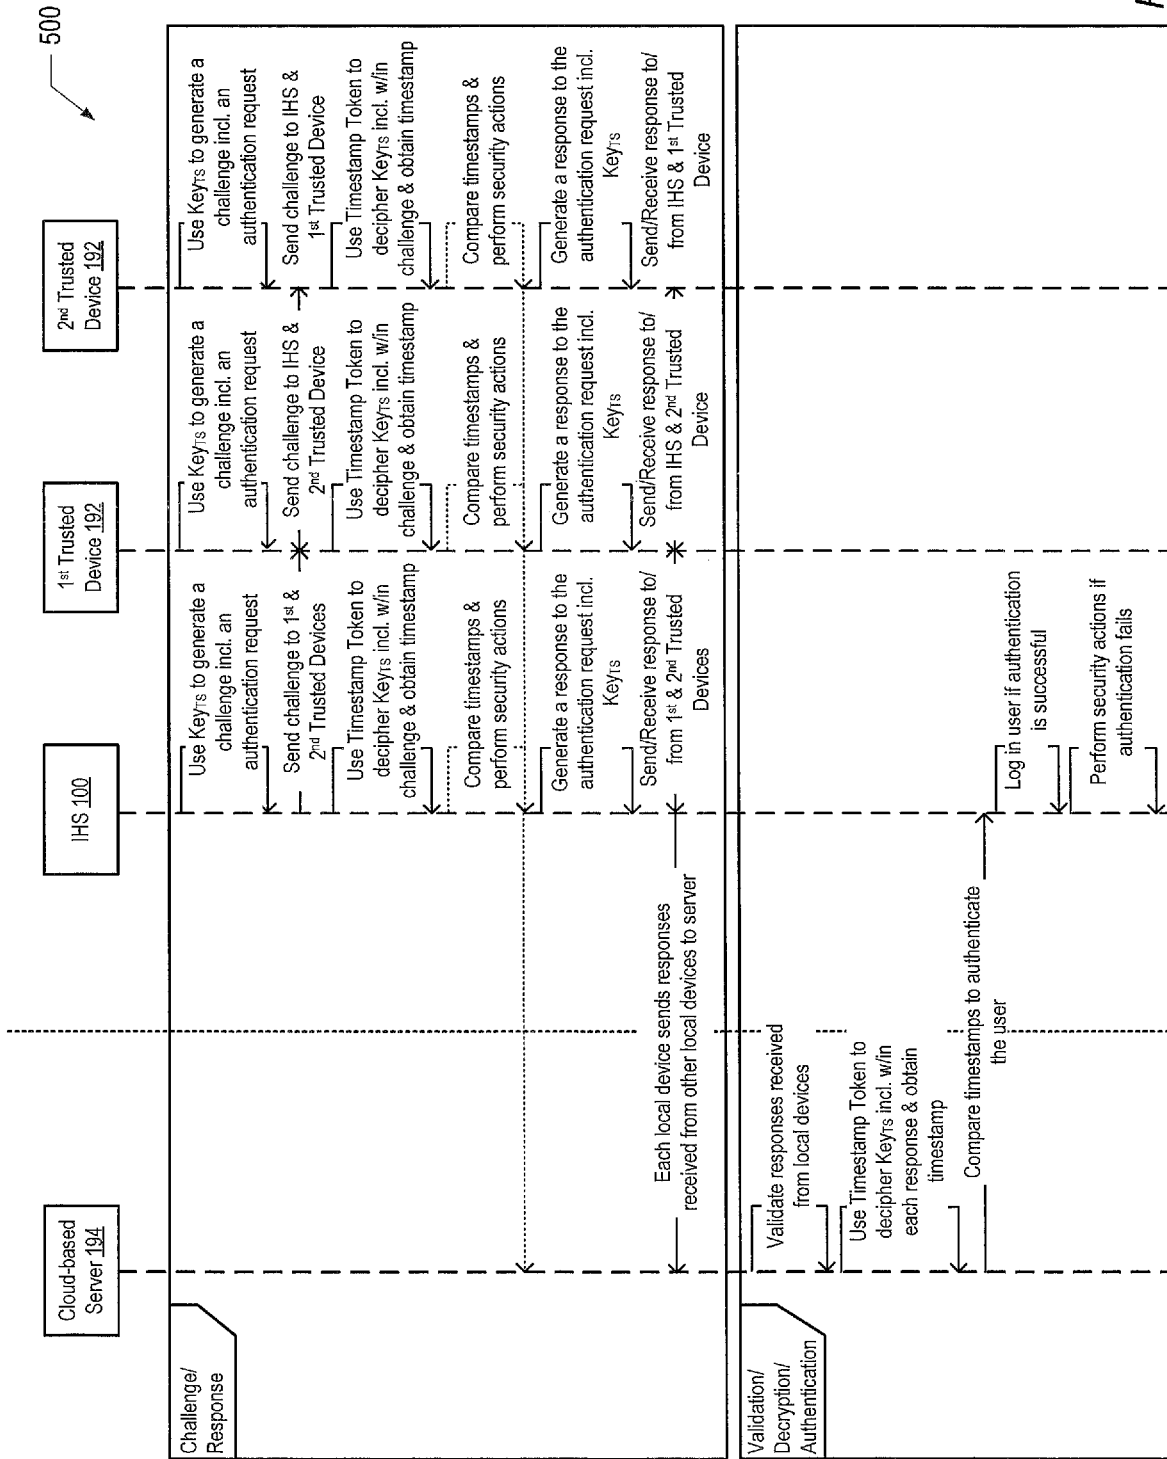 500
Cloud-based
Server 194
IHS 100
1st Trusted
Device 192
2nd Trusted
Device 192
Challenge/
Response
Use KeyTS to generate a
challenge incl. an
authentication request
Use KeyTS to generate a
challenge incl. an
authentication request
Use KeyTS to generate a
challenge incl. an
authentication request
Send challenge to 1st &
2nd Trusted Devices
Send challenge to IHS &
2nd Trusted Device
Send challenge to IHS &
1st Trusted Device
Use Timestamp Token to
decipher KeyTS incl. w/in
challenge & obtain timestamp
Use Timestamp Token to
decipher KeyTS incl. w/in
challenge & obtain timestamp
Use Timestamp Token to
decipher KeyTS incl. w/in
challenge & obtain timestamp
Compare timestamps &
perform security actions
Compare timestamps &
perform security actions
Compare timestamps &
perform security actions
Generate a response to the
authentication request incl.
KeyTS
Generate a response to the
authentication request incl.
KeyTS
Generate a response to the
authentication request incl.
KeyTS
Each local device sends responses
received from other local devices to server
Send/Receive response to/
from 1st & 2nd Trusted
Devices
Send/Receive response to/
from IHS & 2nd Trusted
Device
Send/Receive response to/
from IHS & 1st Trusted
Device
Validation/
Decryption/
Authentication
Validate responses received
from local devices
Use Timestamp Token to
decipher KeyTS incl. w/in
each response & obtain
timestamp
Compare timestamps to authenticate
the user
Log in user if authentication
is successful
Perform security actions if
authentication fails